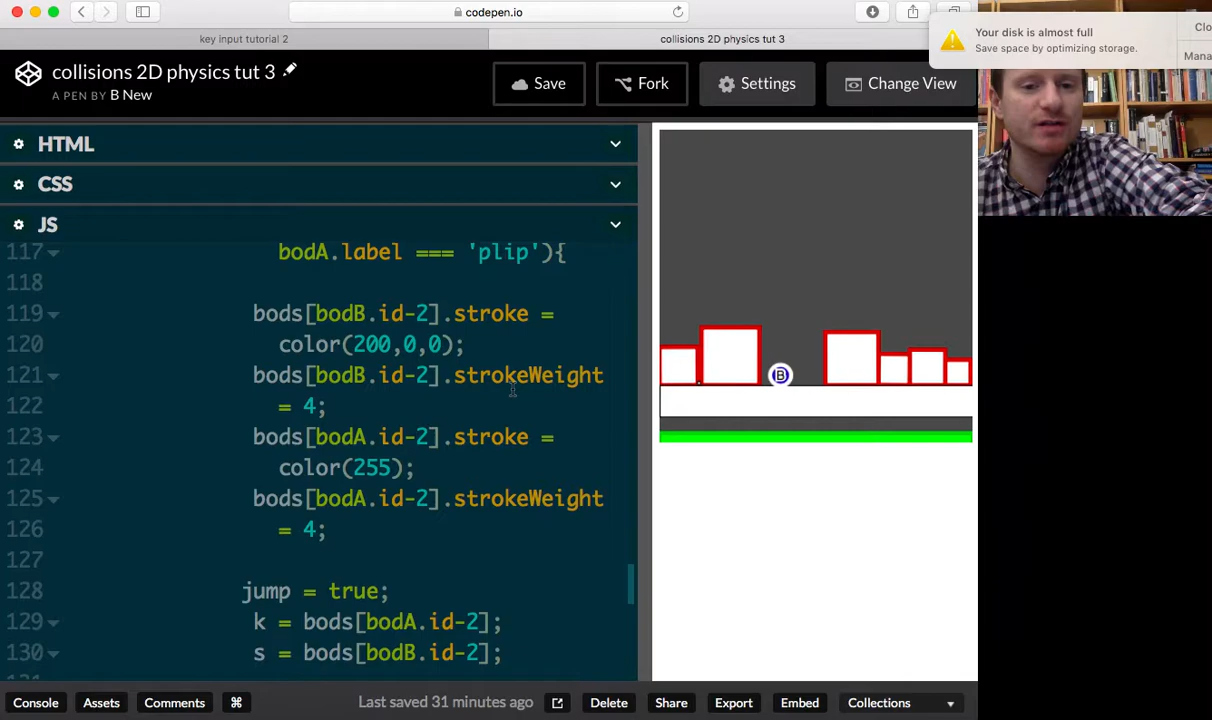 codepen.io
key input tutorial 2
collisions 2D physics tut 3
Your disk is almost full
Save space by optimizing storage.
Clo
Mana
collisions 2D physics tut 3
A PEN BY B New
Save
Fork
Settings
Change View
HTML
CSS
JS
117 bodA.label === 'plip'){
118
119 bods[bodB.id-2].stroke =
120 color(200,0,0);
121 bods[bodB.id-2].strokeWeight
122 = 4;
123 bods[bodA.id-2].stroke =
124 color(255);
125 bods[bodA.id-2].strokeWeight
126 = 4;
127
128 jump = true;
129 k = bods[bodA.id-2];
130 s = bods[bodB.id-2];
B
Console
Assets
Comments
⌘
Last saved 31 minutes ago
Delete
Share
Export
Embed
Collections